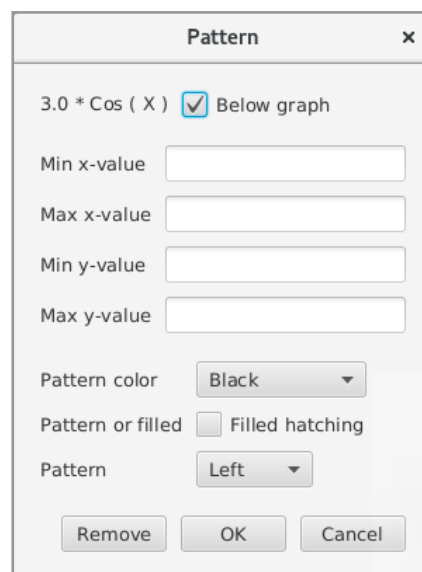 Pattern ×
3.0 * Cos ( X ) Below graph
Min x-value
Max x-value
Min y-value
Max y-value
Pattern color Black
Pattern or filled Filled hatching
Pattern Left
Remove OK Cancel